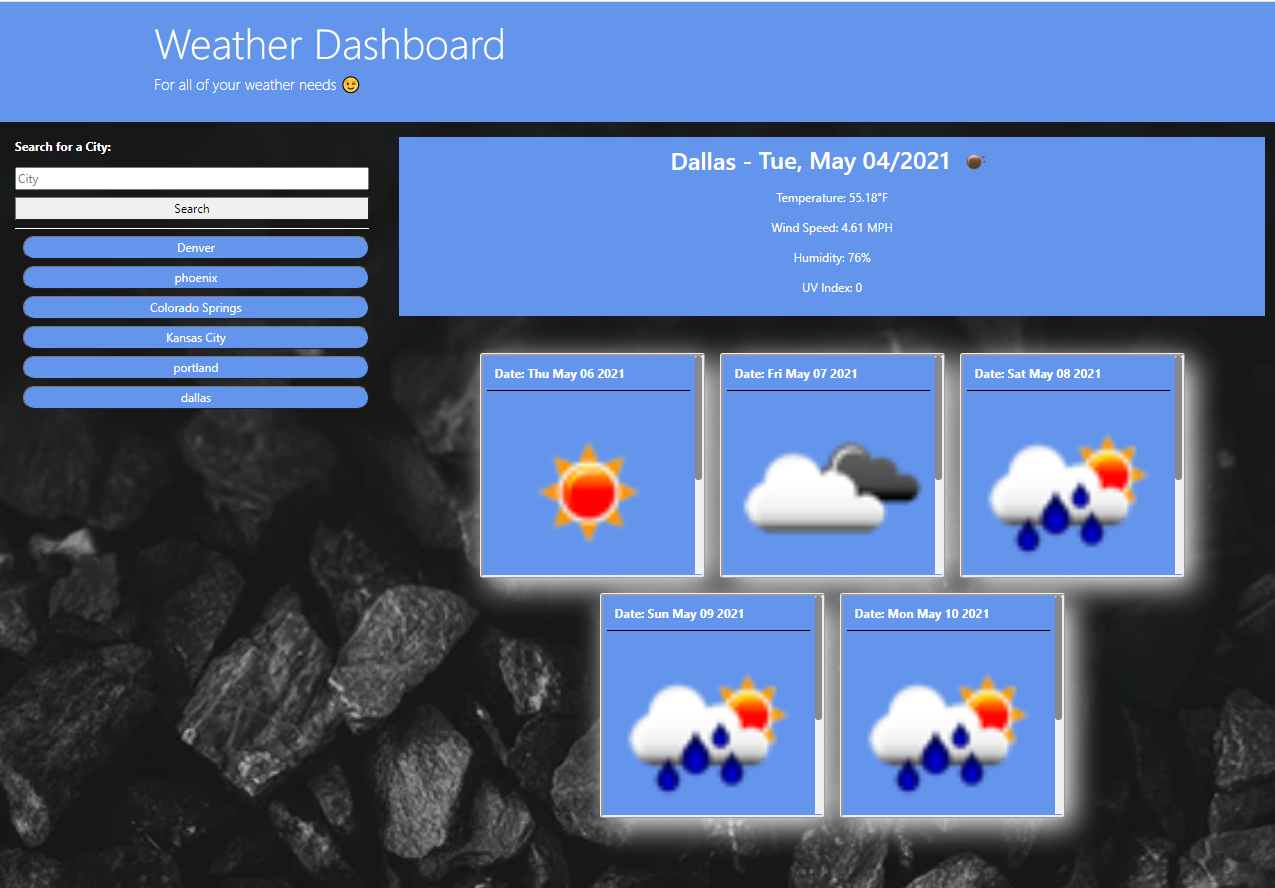 Weather Dashboard
For all of your weather needs 😉
Search for a City:
City
Search
Denver
phoenix
Colorado Springs
Kansas City
portland
dallas
Dallas - Tue, May 04/2021
Temperature: 55.18°F
Wind Speed: 4.61 MPH
Humidity: 76%
UV Index: 0
Date: Thu May 06 2021
Date: Fri May 07 2021
Date: Sat May 08 2021
Date: Sun May 09 2021
Date: Mon May 10 2021